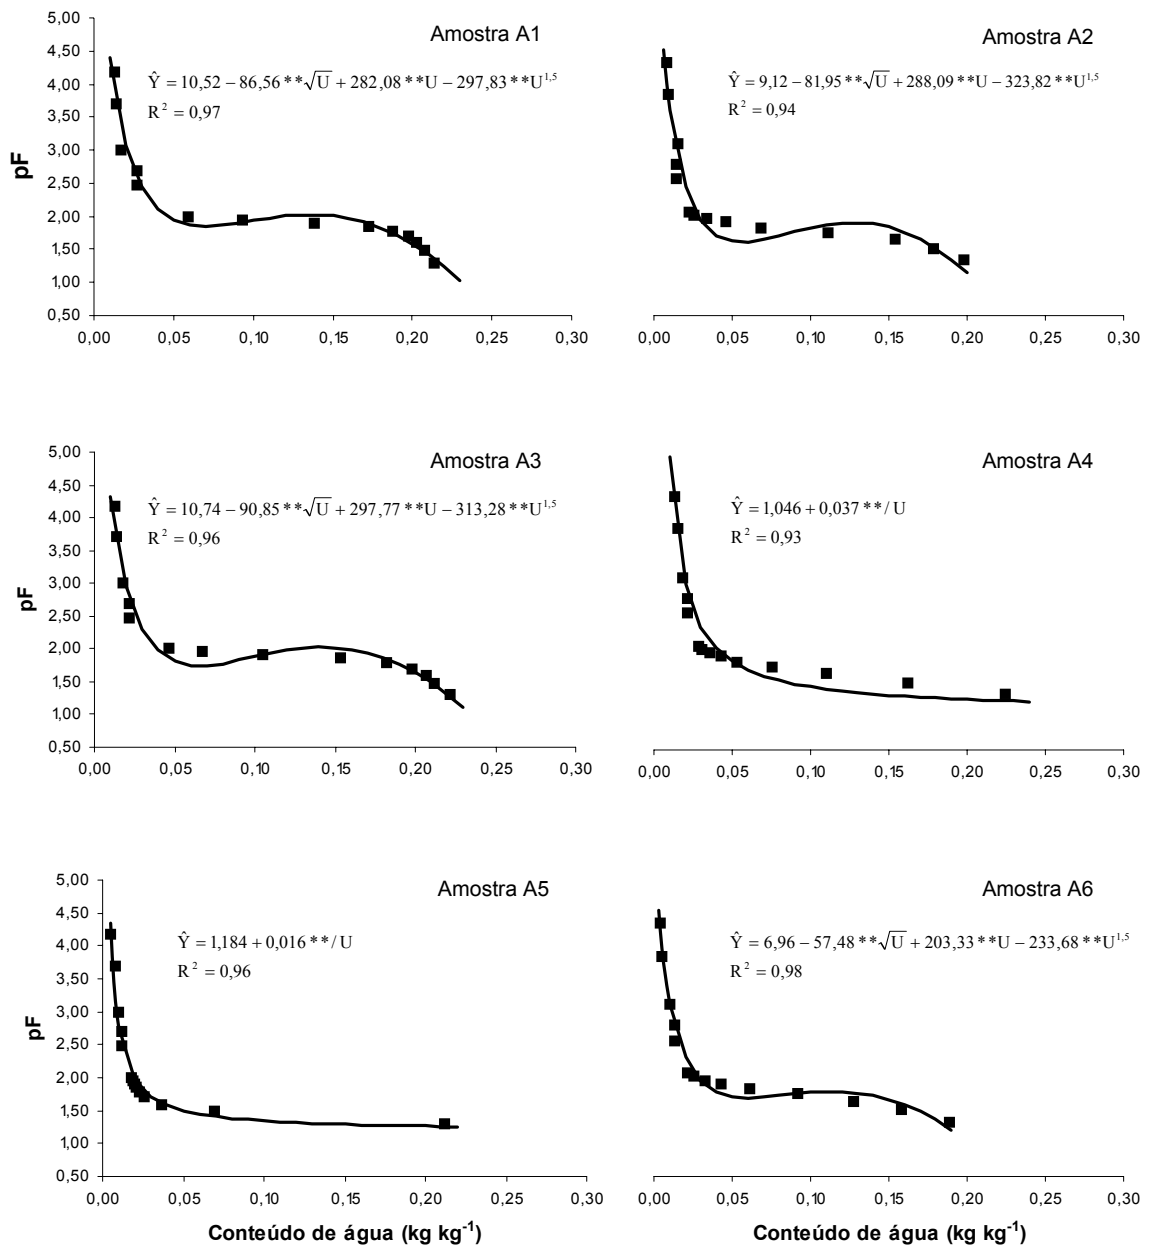 Amostra A1
Ŷ = 10,52 − 86,56 **√U + 282,08 **U − 297,83 **U^1,5
R² = 0,97
pF
5,00
4,50
4,00
3,50
3,00
2,50
2,00
1,50
1,00
0,50
0,00 0,05 0,10 0,15 0,20 0,25 0,30
Amostra A2
Ŷ = 9,12 − 81,95 **√U + 288,09 **U − 323,82 **U^1,5
R² = 0,94
0,00 0,05 0,10 0,15 0,20 0,25 0,30
Amostra A3
Ŷ = 10,74 − 90,85 **√U + 297,77 **U − 313,28 **U^1,5
R² = 0,96
pF
5,00
4,50
4,00
3,50
3,00
2,50
2,00
1,50
1,00
0,50
0,00 0,05 0,10 0,15 0,20 0,25 0,30
Amostra A4
Ŷ = 1,046 + 0,037 **/ U
R² = 0,93
0,00 0,05 0,10 0,15 0,20 0,25 0,30
Amostra A5
Ŷ = 1,184 + 0,016 **/ U
R² = 0,96
pF
5,00
4,50
4,00
3,50
3,00
2,50
2,00
1,50
1,00
0,50
0,00 0,05 0,10 0,15 0,20 0,25 0,30
Conteúdo de água (kg kg⁻¹)
Amostra A6
Ŷ = 6,96 − 57,48 **√U + 203,33 **U − 233,68 **U^1,5
R² = 0,98
0,00 0,05 0,10 0,15 0,20 0,25 0,30
Conteúdo de água (kg kg⁻¹)